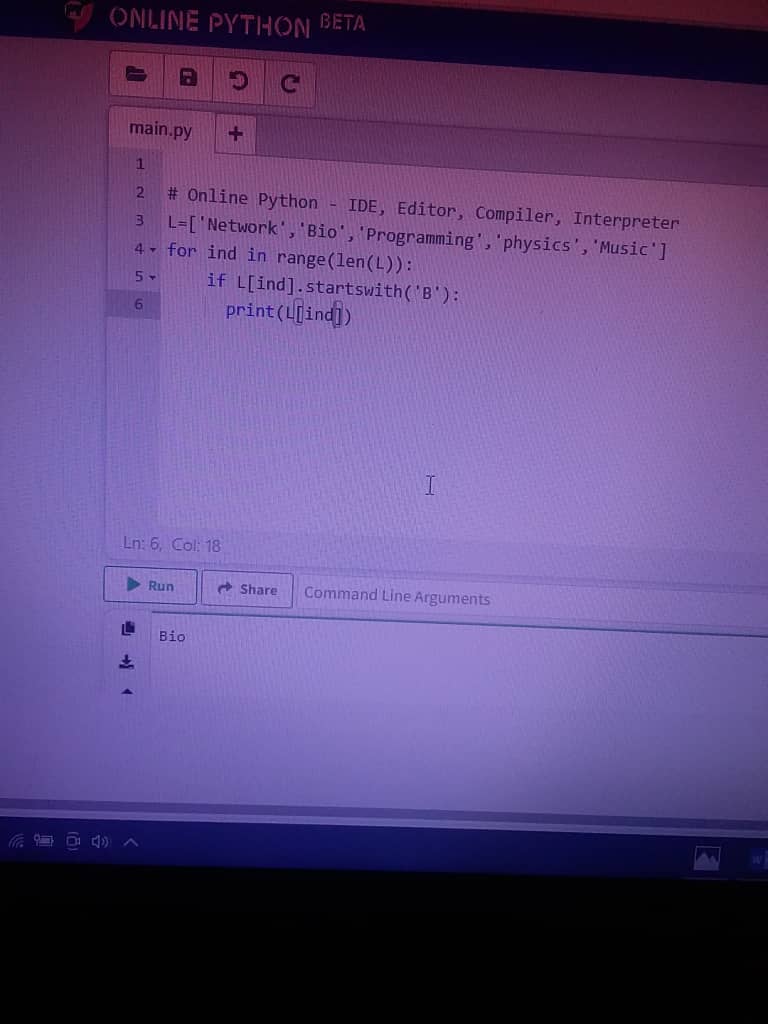 ONLINE PYTHON BETA
main.py +
1
2 # Online Python - IDE, Editor, Compiler, Interpreter
3 L=['Network','Bio','Programming','physics','Music']
4 for ind in range(len(L)):
5 if L[ind].startswith('B'):
6 print(L[ind])
Ln: 6, Col: 18
Run Share Command Line Arguments
Bio
W